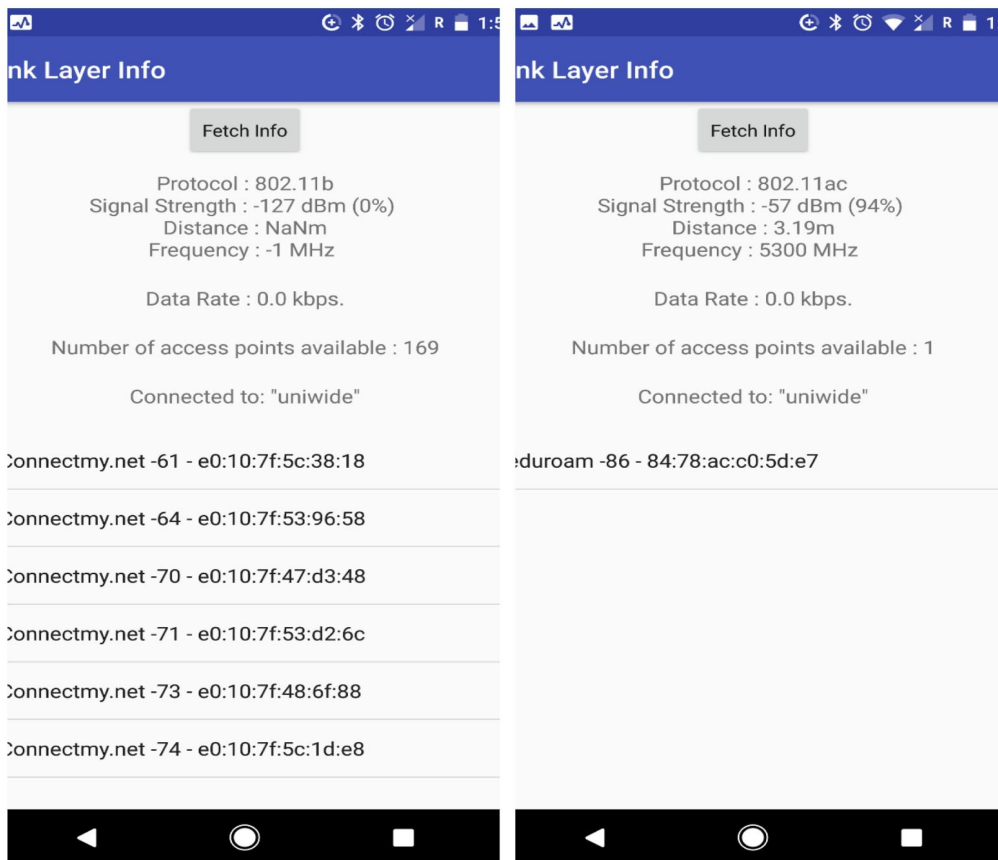 R 1:5
nk Layer Info
Fetch Info
Protocol : 802.11b
Signal Strength : -127 dBm (0%)
Distance : NaNm
Frequency : -1 MHz
Data Rate : 0.0 kbps.
Number of access points available : 169
Connected to: "uniwide"
Connectmy.net -61 - e0:10:7f:5c:38:18
Connectmy.net -64 - e0:10:7f:53:96:58
Connectmy.net -70 - e0:10:7f:47:d3:48
Connectmy.net -71 - e0:10:7f:53:d2:6c
Connectmy.net -73 - e0:10:7f:48:6f:88
Connectmy.net -74 - e0:10:7f:5c:1d:e8
R 1:
nk Layer Info
Fetch Info
Protocol : 802.11ac
Signal Strength : -57 dBm (94%)
Distance : 3.19m
Frequency : 5300 MHz
Data Rate : 0.0 kbps.
Number of access points available : 1
Connected to: "uniwide"
eduroam -86 - 84:78:ac:c0:5d:e7